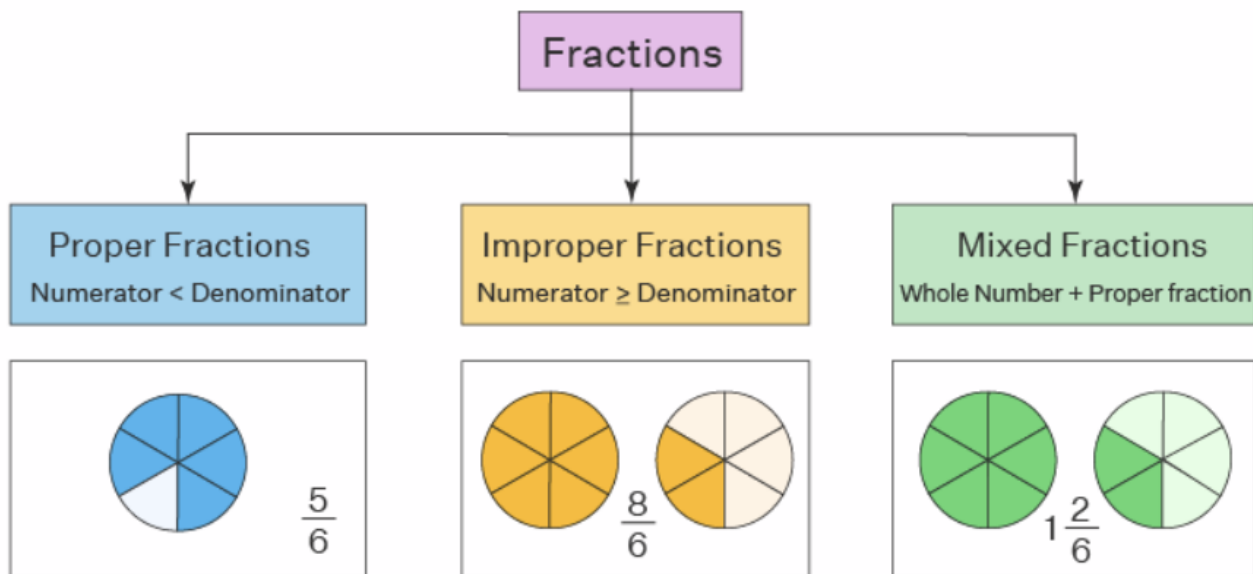 Fractions
Proper Fractions
Numerator < Denominator
Improper Fractions
Numerator ≥ Denominator
Mixed Fractions
Whole Number + Proper fraction
5
6
8
6
1 2
6